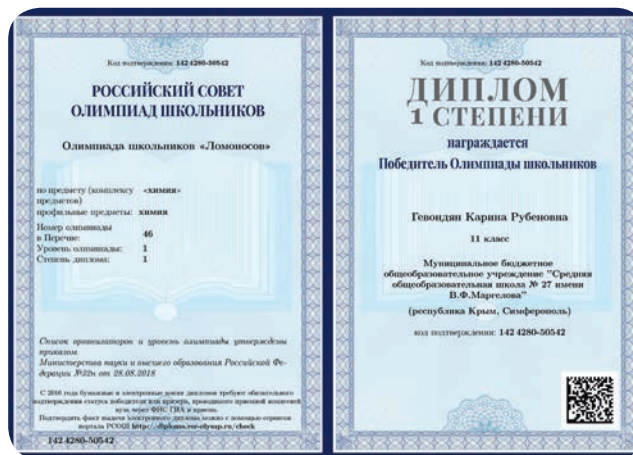 Код подтверждения: 142 4280-50542
РОССИЙСКИЙ СОВЕТ
ОЛИМПИАД ШКОЛЬНИКОВ
Олимпиада школьников «Ломоносов»
по предмету (комплексу «химия»
предметов)
профильные предметы: химия
Номер олимпиады
в Перечне: 46
Уровень олимпиады: 1
Степень диплома: 1
Список организаторов и уровень олимпиады утверждены
приказом
Министерства науки и высшего образования Российской Фе-
дерации №32н от 28.08.2018
С 2016 года бумажные и электронные копии дипломов требуют обязательного
подтверждения статуса победителя или призера, проводимого приемной комиссией
вуза через ФИС ГИА и приема.
Подтвердить факт выдачи электронного диплома можно с помощью сервисов
портала РСОШ http://diploma.rsr-olymp.ru/check
142 4280-50542
Код подтверждения: 142 4280-50542
ДИПЛОМ
1 СТЕПЕНИ
награждается
Победитель Олимпиады школьников
Гевондян Карина Рубеновна
11 класс
Муниципальное бюджетное
общеобразовательное учреждение "Средняя
общеобразовательная школа № 27 имени
В.Ф.Маргелова"
(республика Крым, Симферополь)
код подтверждения: 142 4280-50542